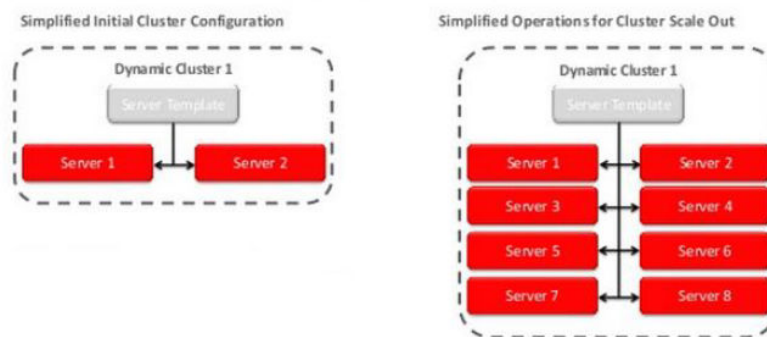 Simplified Initial Cluster Configuration
Dynamic Cluster 1
Server Template
Server 1
Server 2
Simplified Operations for Cluster Scale Out
Dynamic Cluster 1
Server Template
Server 1
Server 2
Server 3
Server 4
Server 5
Server 6
Server 7
Server 8